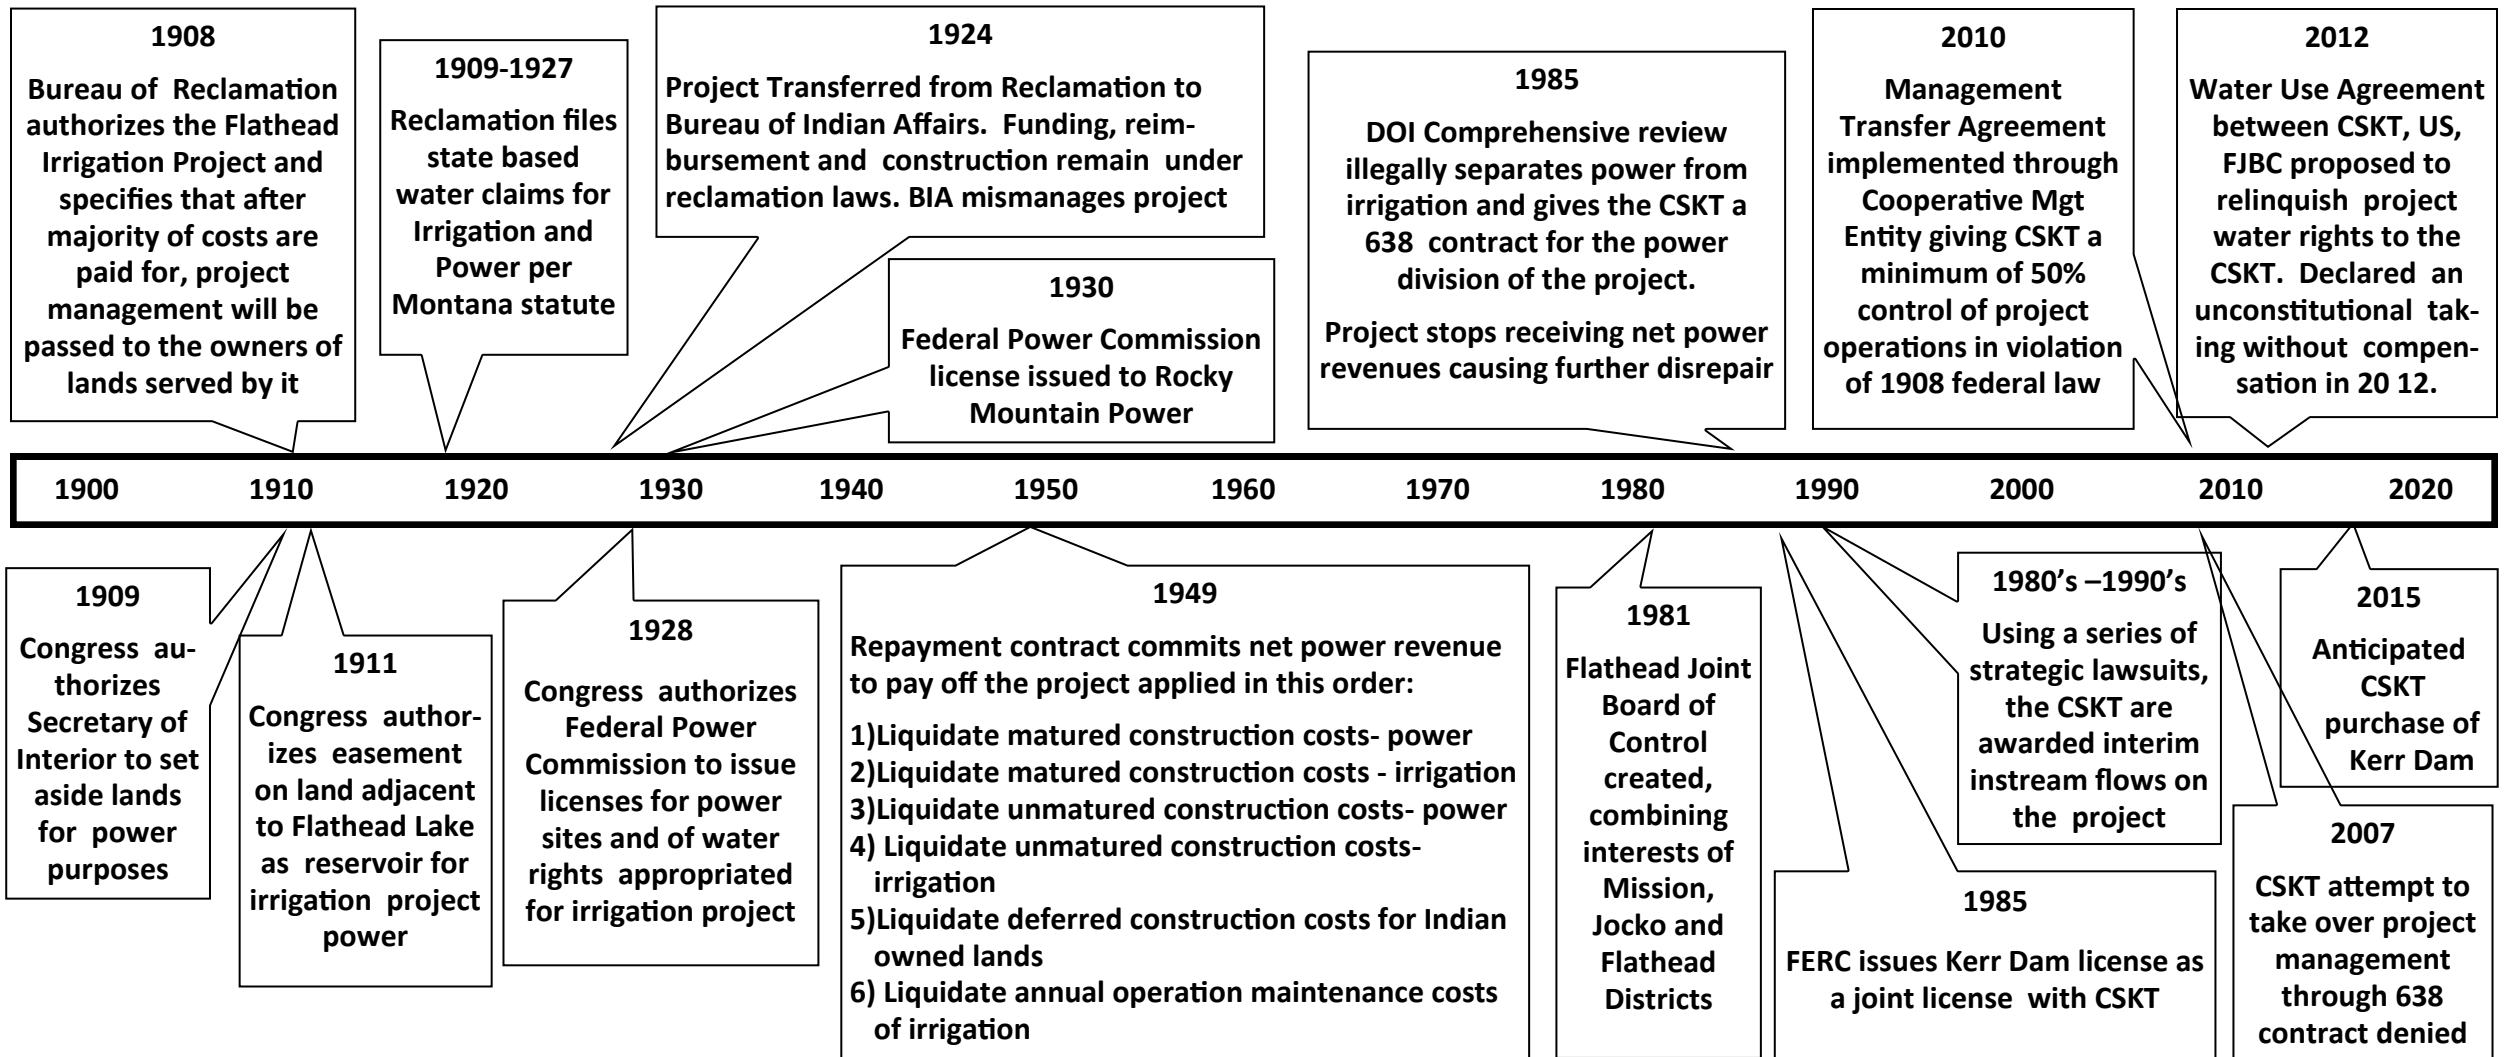 1908
Bureau of Reclamation
authorizes the Flathead
Irrigation Project and
specifies that after
majority of costs are
paid for, project
management will be
passed to the owners of
lands served by it
1909-1927
Reclamation files
state based
water claims for
Irrigation and
Power per
Montana statute
1924
Project Transferred from Reclamation to
Bureau of Indian Affairs. Funding, reim-
bursement and construction remain under
reclamation laws. BIA mismanages project
1930
Federal Power Commission
license issued to Rocky
Mountain Power
1985
DOI Comprehensive review
illegally separates power from
irrigation and gives the CSKT a
638 contract for the power
division of the project.
Project stops receiving net power
revenues causing further disrepair
2010
Management
Transfer Agreement
implemented through
Cooperative Mgt
Entity giving CSKT a
minimum of 50%
control of project
operations in violation
of 1908 federal law
2012
Water Use Agreement
between CSKT, US,
FJBC proposed to
relinquish project
water rights to the
CSKT. Declared an
unconstitutional tak-
ing without compen-
sation in 20 12.
1900 1910 1920 1930 1940 1950 1960 1970 1980 1990 2000 2010 2020
1909
Congress au-
thorizes
Secretary of
Interior to set
aside lands
for power
purposes
1911
Congress author-
izes easement
on land adjacent
to Flathead Lake
as reservoir for
irrigation project
power
1928
Congress authorizes
Federal Power
Commission to issue
licenses for power
sites and of water
rights appropriated
for irrigation project
1949
Repayment contract commits net power revenue
to pay off the project applied in this order:
1)Liquidate matured construction costs- power
2)Liquidate matured construction costs - irrigation
3)Liquidate unmatured construction costs- power
4) Liquidate unmatured construction costs-
irrigation
5)Liquidate deferred construction costs for Indian
owned lands
6) Liquidate annual operation maintenance costs
of irrigation
1981
Flathead Joint
Board of
Control
created,
combining
interests of
Mission,
Jocko and
Flathead
Districts
1985
FERC issues Kerr Dam license as
a joint license with CSKT
1980’s –1990’s
Using a series of
strategic lawsuits,
the CSKT are
awarded interim
instream flows on
the project
2015
Anticipated
CSKT
purchase of
Kerr Dam
2007
CSKT attempt to
take over project
management
through 638
contract denied